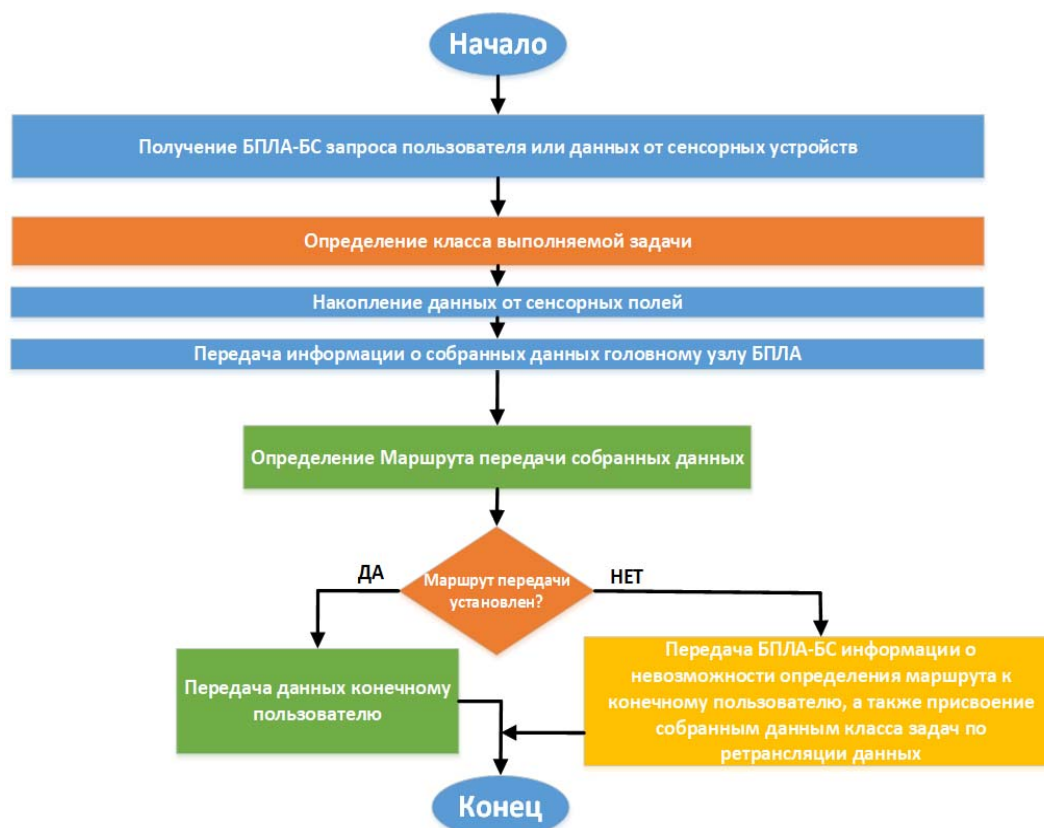 Начало
Получение БПЛА-БС запроса пользователя или данных от сенсорных устройств
Определение класса выполняемой задачи
Накопление данных от сенсорных полей
Передача информации о собранных данных головному узлу БПЛА
Определение Маршрута передачи собранных данных
Маршрут передачи
установлен?
ДА
НЕТ
Передача данных конечному
пользователю
Передача БПЛА-БС информации о
невозможности определения маршрута к
конечному пользователю, а также присвоение
собранным данным класса задач по
ретрансляции данных
Конец